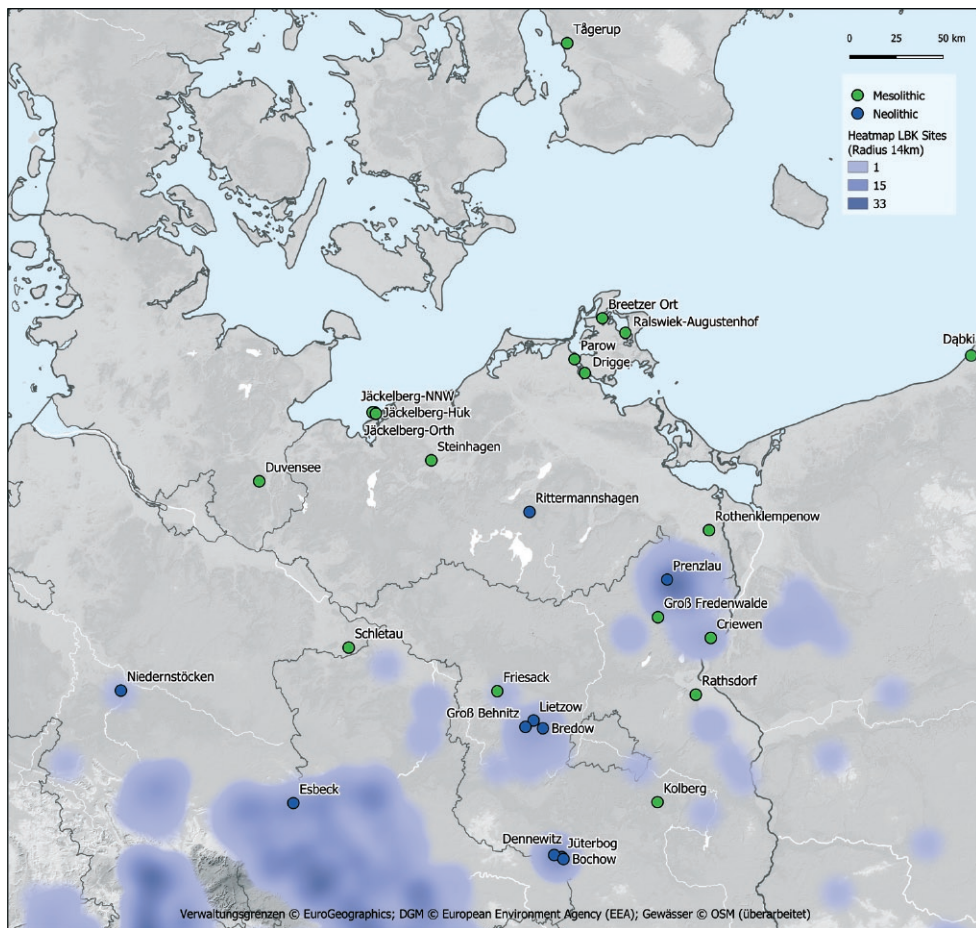 Tågerup
0 25 50 km
Mesolithic
Neolithic
Heatmap LBK Sites
(Radius 14km)
1
15
33
Breetzer Ort
Ralswiek-Augustenhof
Parow
Drigge
Dąbki
Jäckelberg-NNW
Jäckelberg-Huk
Jäckelberg-Orth
Steinhagen
Duvensee
Rittermannshagen
Rothenklempenow
Prenzlau
Groß Fredenwalde
Criewen
Schletau
Niedernstöcken
Friesack
Rathsdorf
Lietzow
Groß Behnitz
Bredow
Esbeck
Kolberg
Dennewitz
Jüterbog
Bochow
Verwaltungsgrenzen © EuroGeographics; DGM © European Environment Agency (EEA); Gewässer © OSM (überarbeitet)